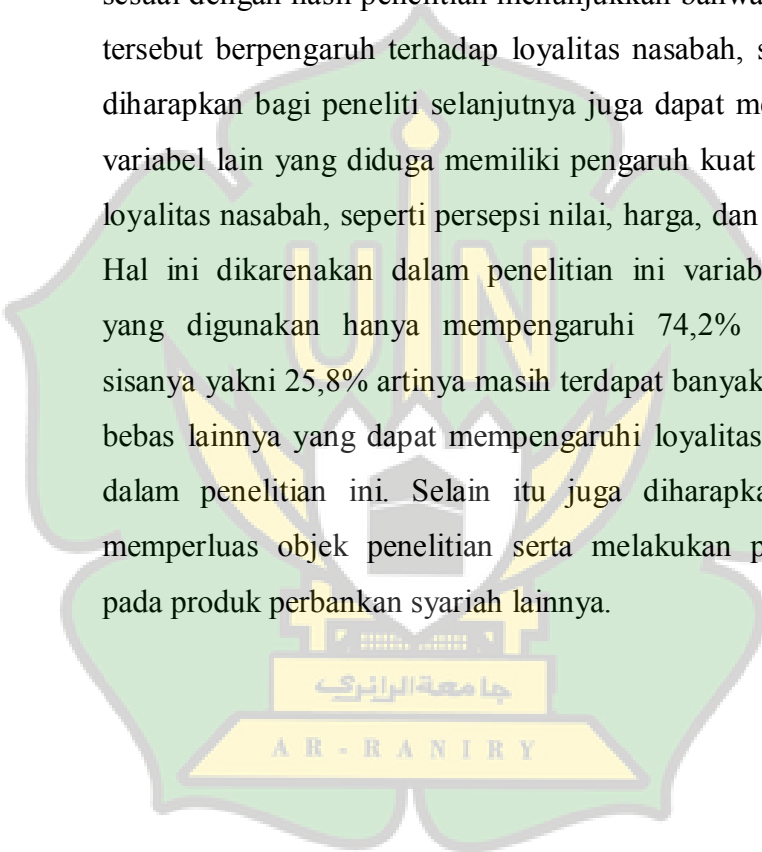 sesuai dengan hasil penelitian menunjukkan bahwa
tersebut berpengaruh terhadap loyalitas nasabah,
diharapkan bagi peneliti selanjutnya juga dapat
variabel lain yang diduga memiliki pengaruh kuat
loyalitas nasabah, seperti persepsi nilai, harga, dan
Hal ini dikarenakan dalam penelitian ini
yang digunakan hanya mempengaruhi 74,2%
sisanya yakni 25,8% artinya masih terdapat banyak
bebas lainnya yang dapat mempengaruhi loyalitas
dalam penelitian ini. Selain itu juga
memperluas objek penelitian serta melakukan
pada produk perbankan syariah lainnya.
UIN
جامعة الرانري
AR-RANIRY